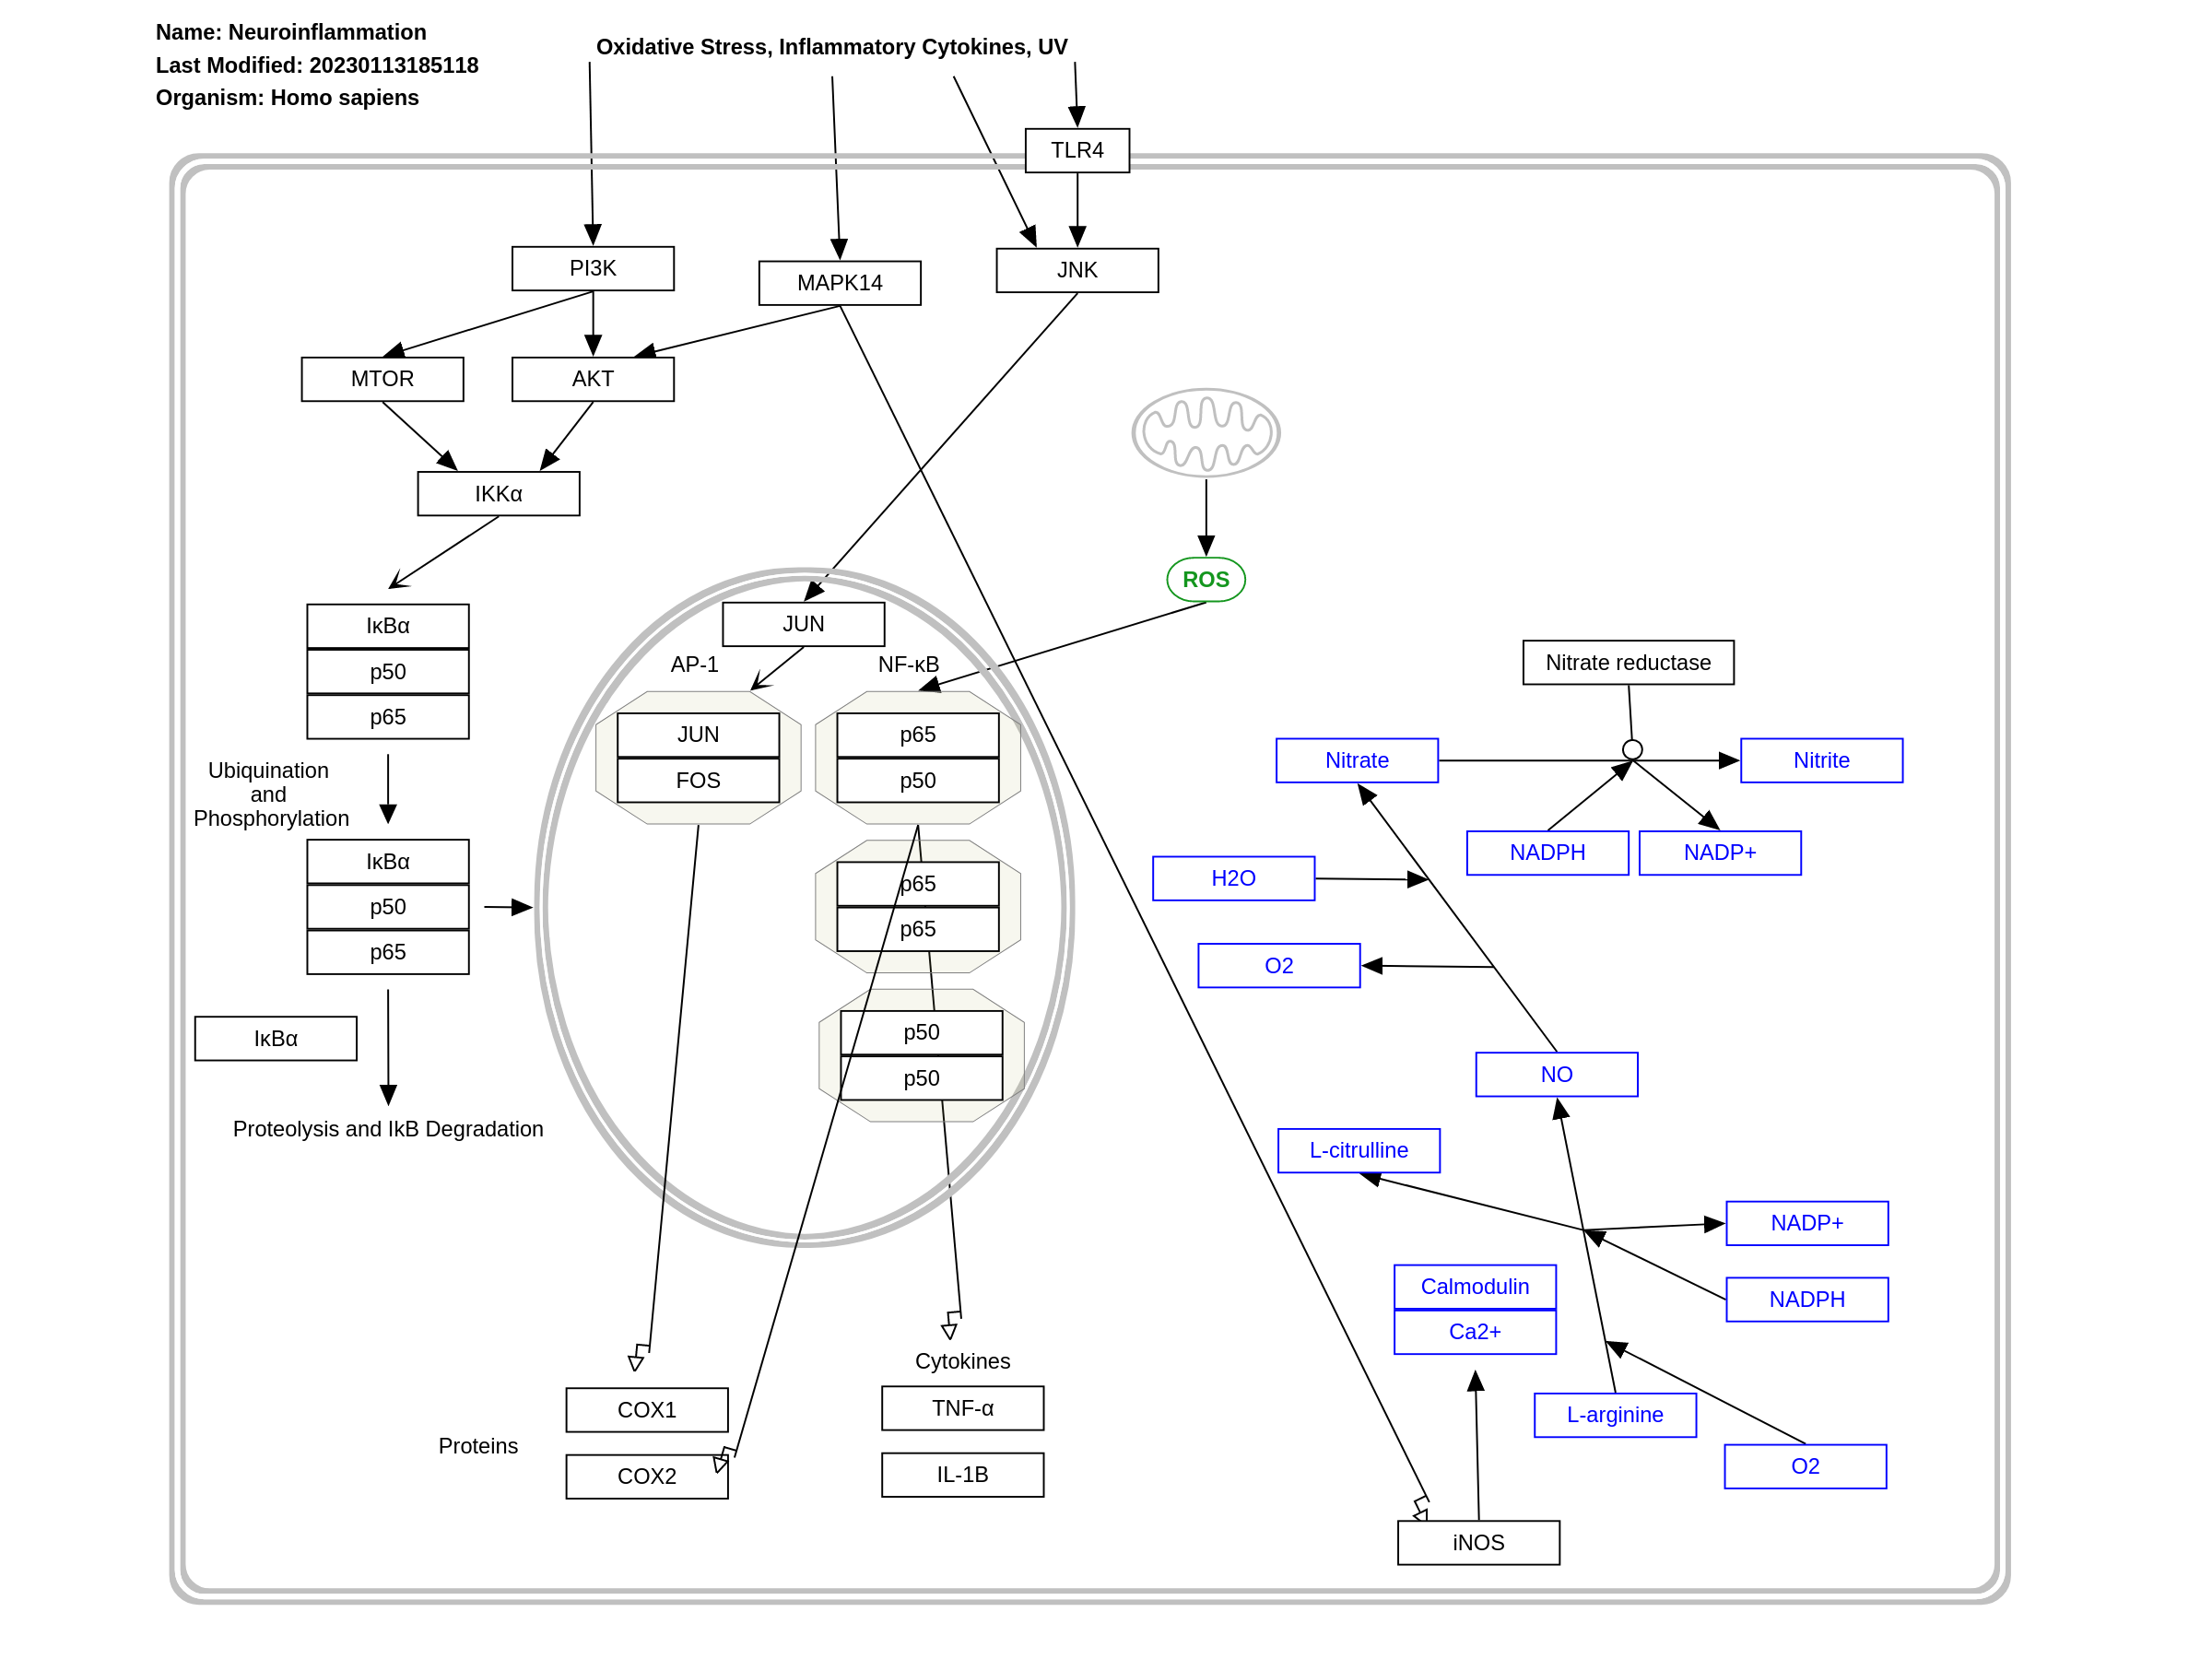 Name: Neuroinflammation
Last Modified: 20230113185118
Organism: Homo sapiens
Oxidative Stress, Inflammatory Cytokines, UV
TLR4
PI3K
MAPK14
JNK
MTOR
AKT
IKKα
ROS
IκBα
p50
p65
Ubiquination
and
Phosphorylation
IκBα
p50
p65
IκBα
Proteolysis and IkB Degradation
JUN
AP-1
NF-κB
JUN
FOS
p65
p50
p65
p65
p50
p50
Proteins
COX1
COX2
Cytokines
TNF-α
IL-1B
Nitrate reductase
Nitrate
Nitrite
NADPH
NADP+
H2O
O2
NO
L-citrulline
NADP+
NADPH
Calmodulin
Ca2+
L-arginine
O2
iNOS